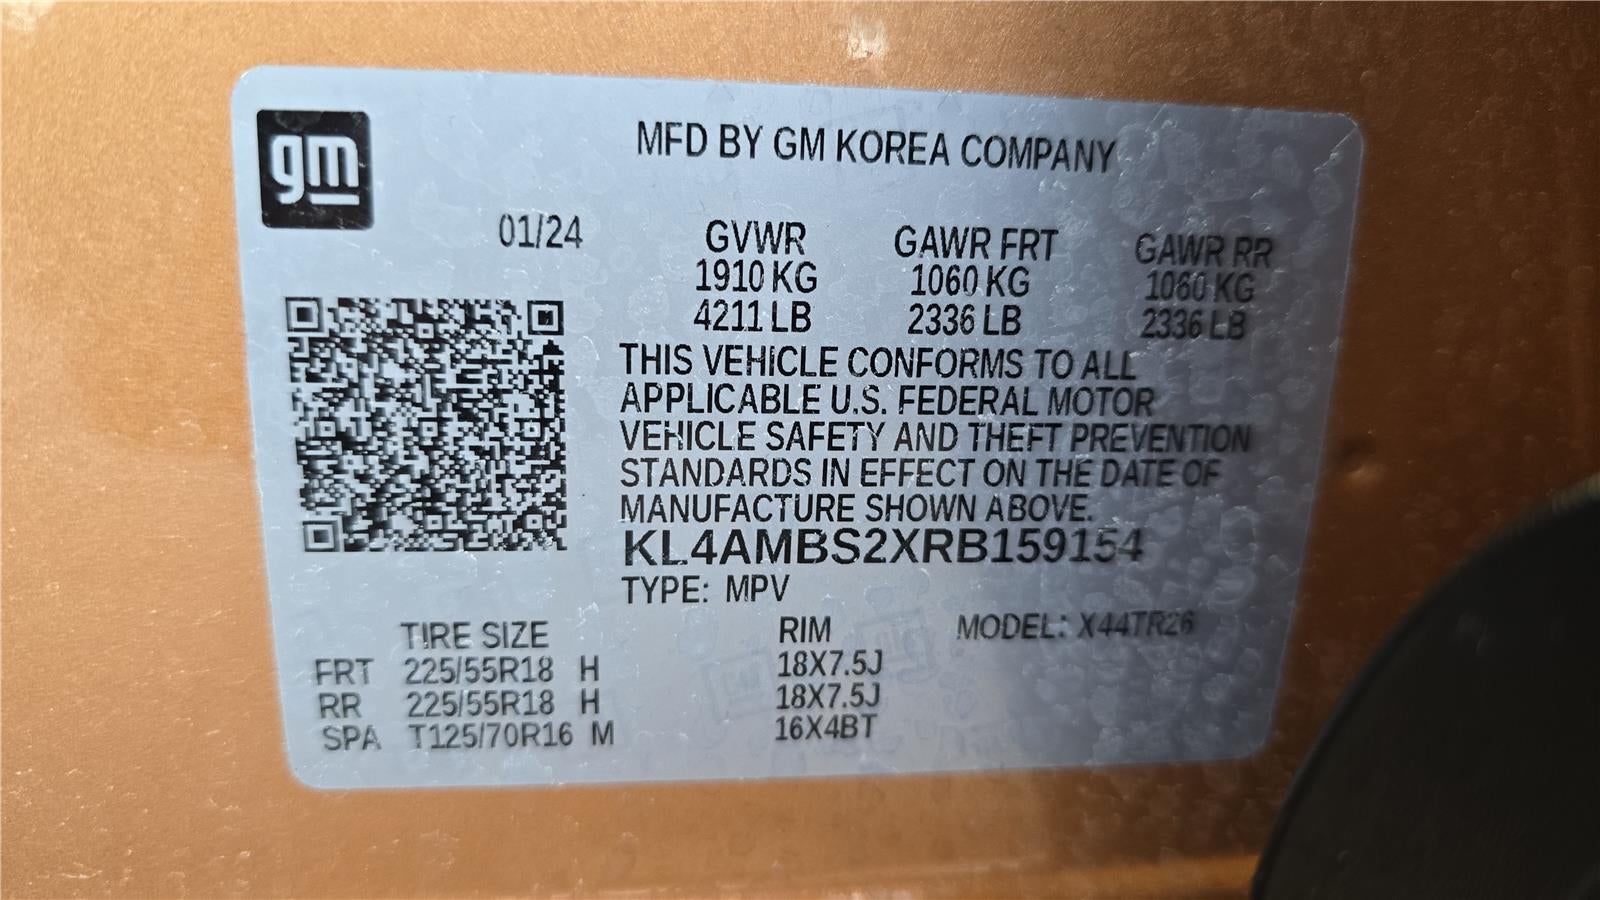 gm
MFD BY GM KOREA COMPANY
01/24 GVWR GAWR FRT GAWR RR
1910 KG 1060 KG 1060 KG
4211 LB 2336 LB 2336 LB
THIS VEHICLE CONFORMS TO ALL
APPLICABLE U.S. FEDERAL MOTOR
VEHICLE SAFETY AND THEFT PREVENTION
STANDARDS IN EFFECT ON THE DATE OF
MANUFACTURE SHOWN ABOVE.
KL4AMBS2XRB159154
TYPE: MPV
TIRE SIZE RIM MODEL: X44TR26
FRT 225/55R18 H 18X7.5J
RR 225/55R18 H 18X7.5J
SPA T125/70R16 M 16X4BT